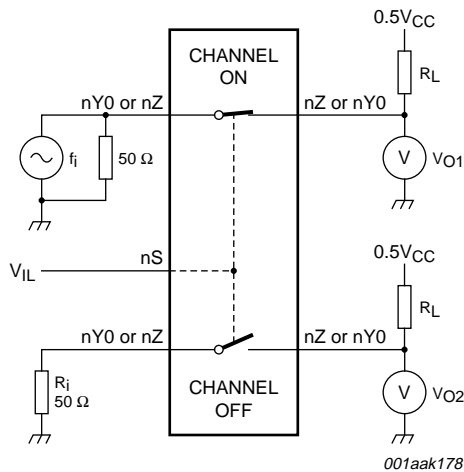 0.5VCC
CHANNEL
ON
RL
nY0 or nZ
nZ or nY0
fi
50 Ω
V
VO1
nS
VIL
0.5VCC
RL
nY0 or nZ
nZ or nY0
Ri
50 Ω
CHANNEL
OFF
V
VO2
001aak178